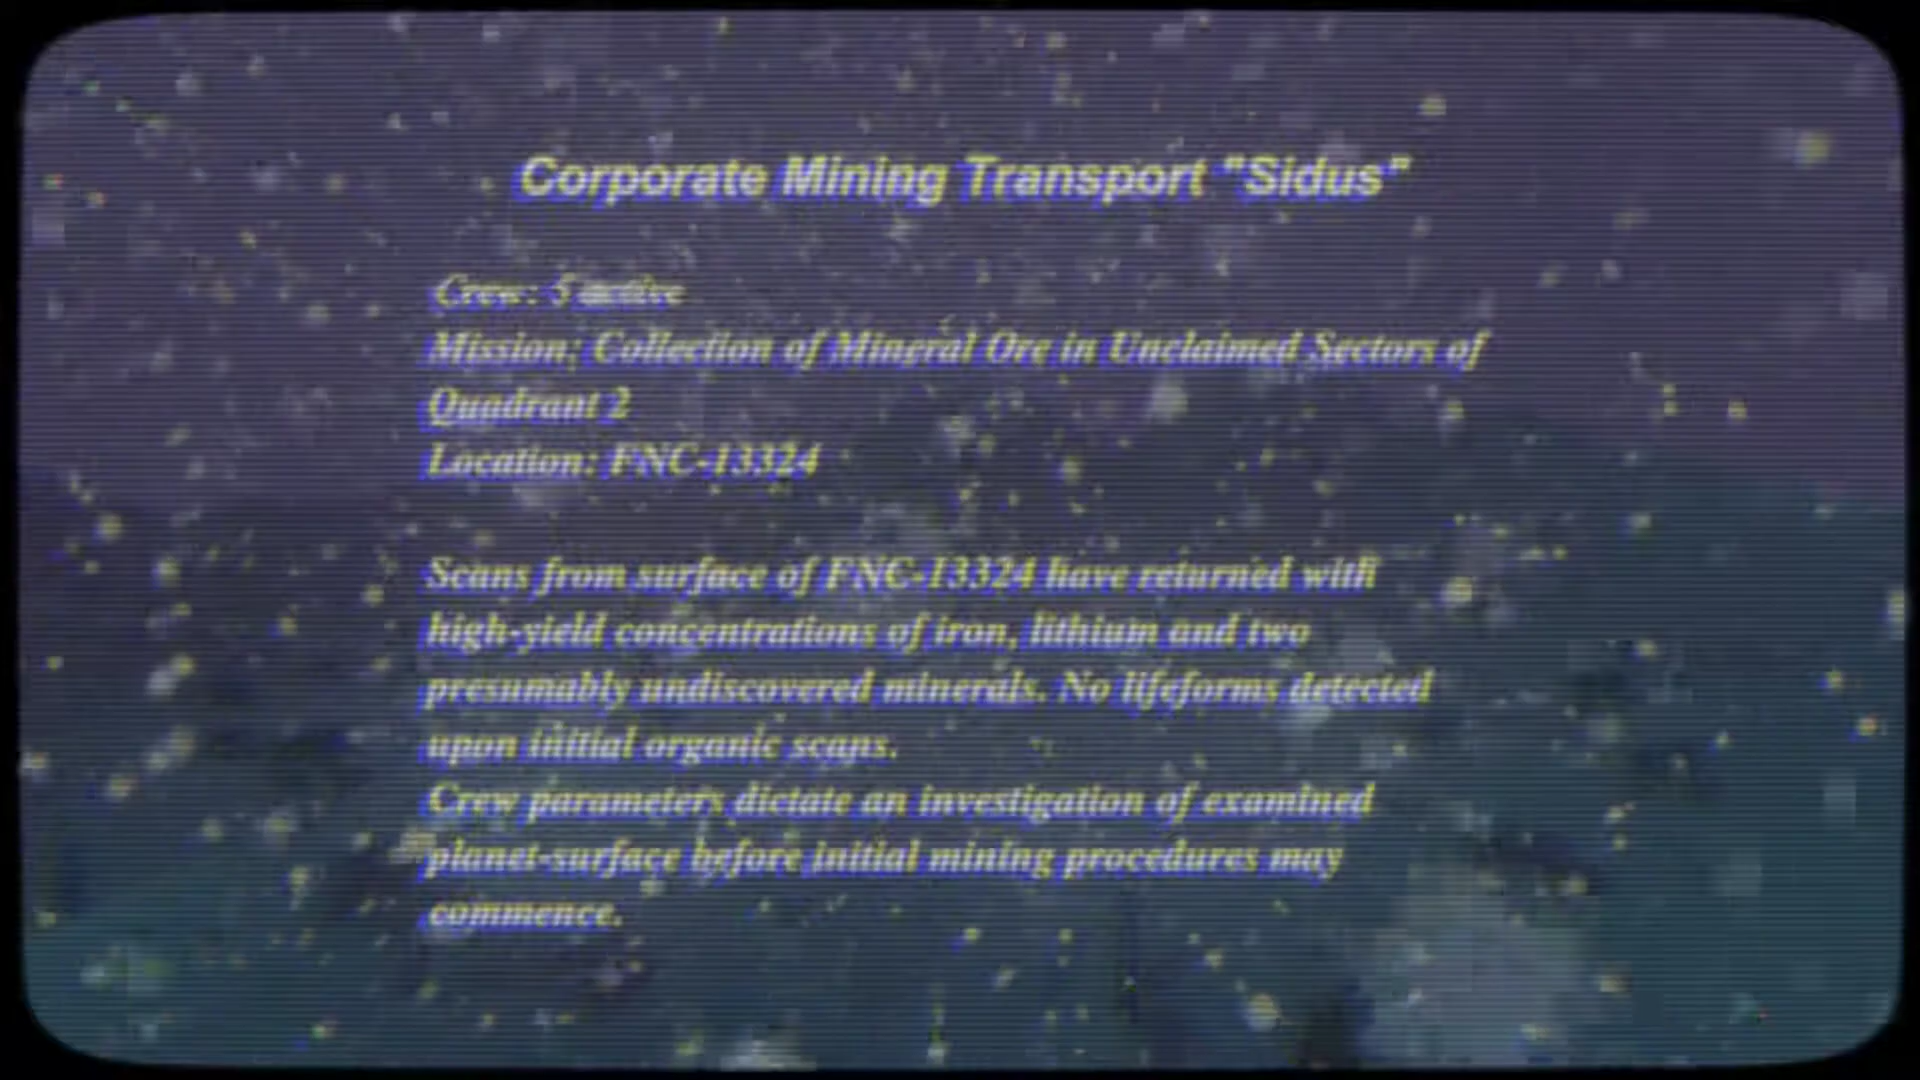 Corporate Mining Transport "Sidus"
Crew: 5 active
Mission: Collection of Mineral Ore in Unclaimed Sectors of
Quadrant 2
Location: FNC-13324
Scans from surface of FNC-13324 have returned with
high-yield concentrations of iron, lithium and two
presumably undiscovered minerals. No lifeforms detected
upon initial organic scans.
Crew parameters dictate an investigation of examined
planet-surface before initial mining procedures may
commence.